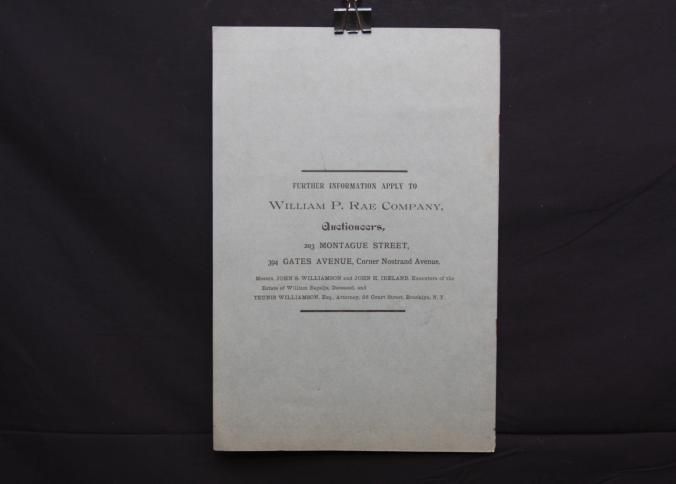 FURTHER INFORMATION APPLY TO
WILLIAM P. RAE COMPANY,
Auctioneers,
203 MONTAGUE STREET,
394 GATES AVENUE, Corner Nostrand Avenue.
Messrs. JOHN S. WILLIAMSON and JOHN H. IRELAND, Executors of the
Estate of William Rapelje, Deceased, and
TEUNIS WILLIAMSON, Esq., Attorney, 26 Court Street, Brooklyn, N. Y.